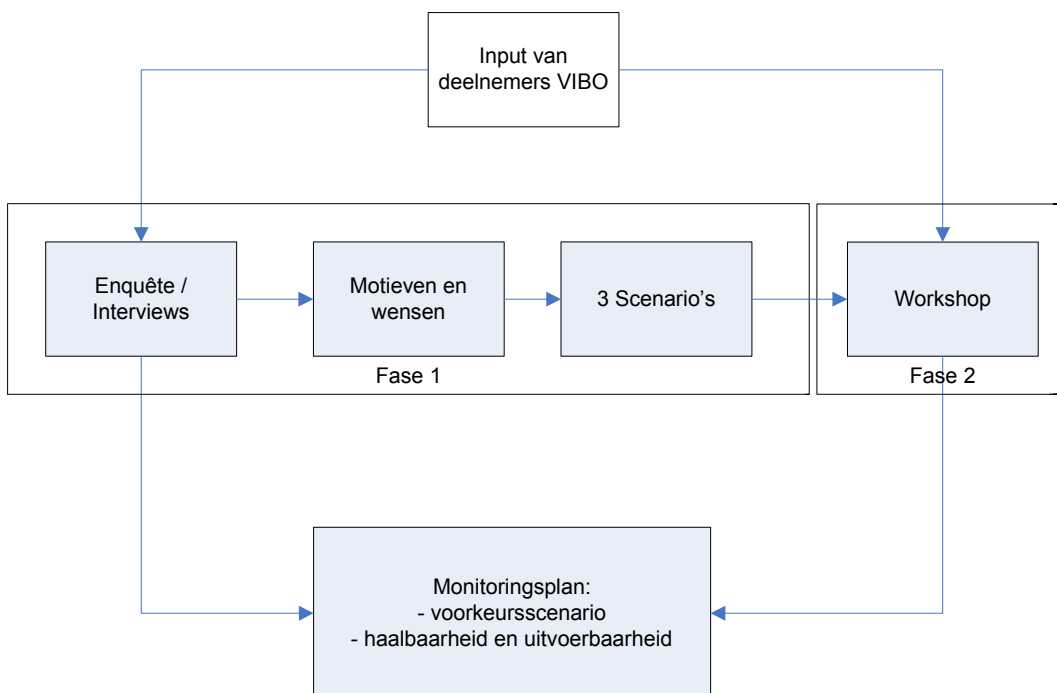 Input van
deelnemers VIBO
Enquête /
Interviews
Motieven en
wensen
3 Scenario’s
Workshop
Fase 1
Fase 2
Monitoringsplan:
- voorkeursscenario
- haalbaarheid en uitvoerbaarheid